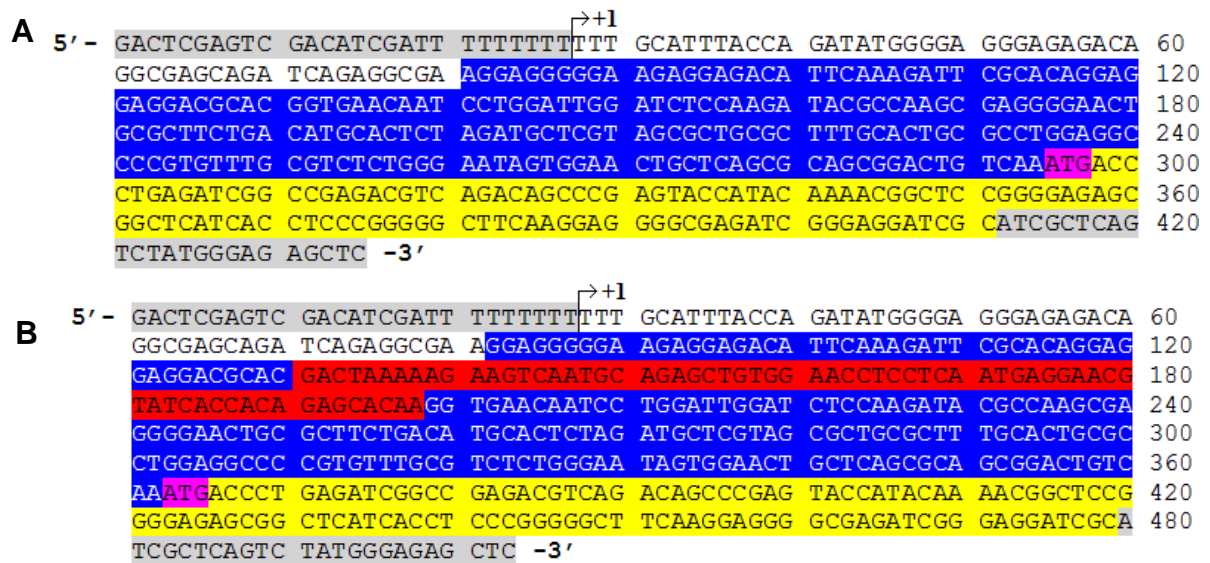 +1
A 5’- GACTCGAGTC GACATCGATT TTTTTTTTTT GCATTTACCA GATATGGGGA GGGAGAGACA 60
GGCGAGCAGA TCAGAGGCGA AGGAGGGGGA AGAGGAGACA TTCAAAGATT CGCACAGGAG 120
GAGGACGCAC GGTGAACAAT CCTGGATTGG ATCTCCAAGA TACGCCAAGC GAGGGGAACT 180
GCGCTTCTGA CATGCACTCT AGATGCTCGT AGCGCTGCGC TTTGCACTGC GCCTGGAGGC 240
CCCGTGTTTG CGTCTCTGGG AATAGTGGAA CTGCTCAGCG CAGCGGACTG TCAAATGACC 300
CTGAGATCGG CCGAGACGTC AGACAGCCCG AGTACCATAC AAAACGGCTC CGGGGAGAGC 360
GGCTCATCAC CTCCCGGGGG CTTCAAGGAG GGGCGAGATC GGGAGGATCG CATCGCTCAG 420
TCTATGGGAG AGCTC -3’
+1
B 5’- GACTCGAGTC GACATCGATT TTTTTTTTTT GCATTTACCA GATATGGGGA GGGAGAGACA 60
GGCGAGCAGA TCAGAGGCGA AGGAGGGGGA AGAGGAGACA TTCAAAGATT CGCACAGGAG 120
GAGGACGCAC GACTAAAAAG AAGTCAATGC AGAGCTGTGG AACCTCCTCA ATGAGGAACG 180
TATCACCACA GAGCACAAGG TGAACAATCC TGGATTGGAT CTCCAAGATA CGCCAAGCGA 240
GGGGAACTGC GCTTCTGACA TGCACTCTAG ATGCTCGTAG CGCTGCGCTT TGCACTGCGC 300
CTGGAGGCCC CGTGTTTGCG TCTCTGGGAA TAGTGGAACT GCTCAGCGCA GCGGACTGTC 360
AAATGACCCT GAGATCGGCC GAGACGTCAG ACAGCCCGAG TACCATACAA AACGGCTCCG 420
GGGAGAGCGG CTCATCACCT CCCGGGGGCT TCAAGGAGGG GCGAGATCGG GAGGATCGCA 480
TCGCTCAGTC TATGGGAGAG CTC -3’